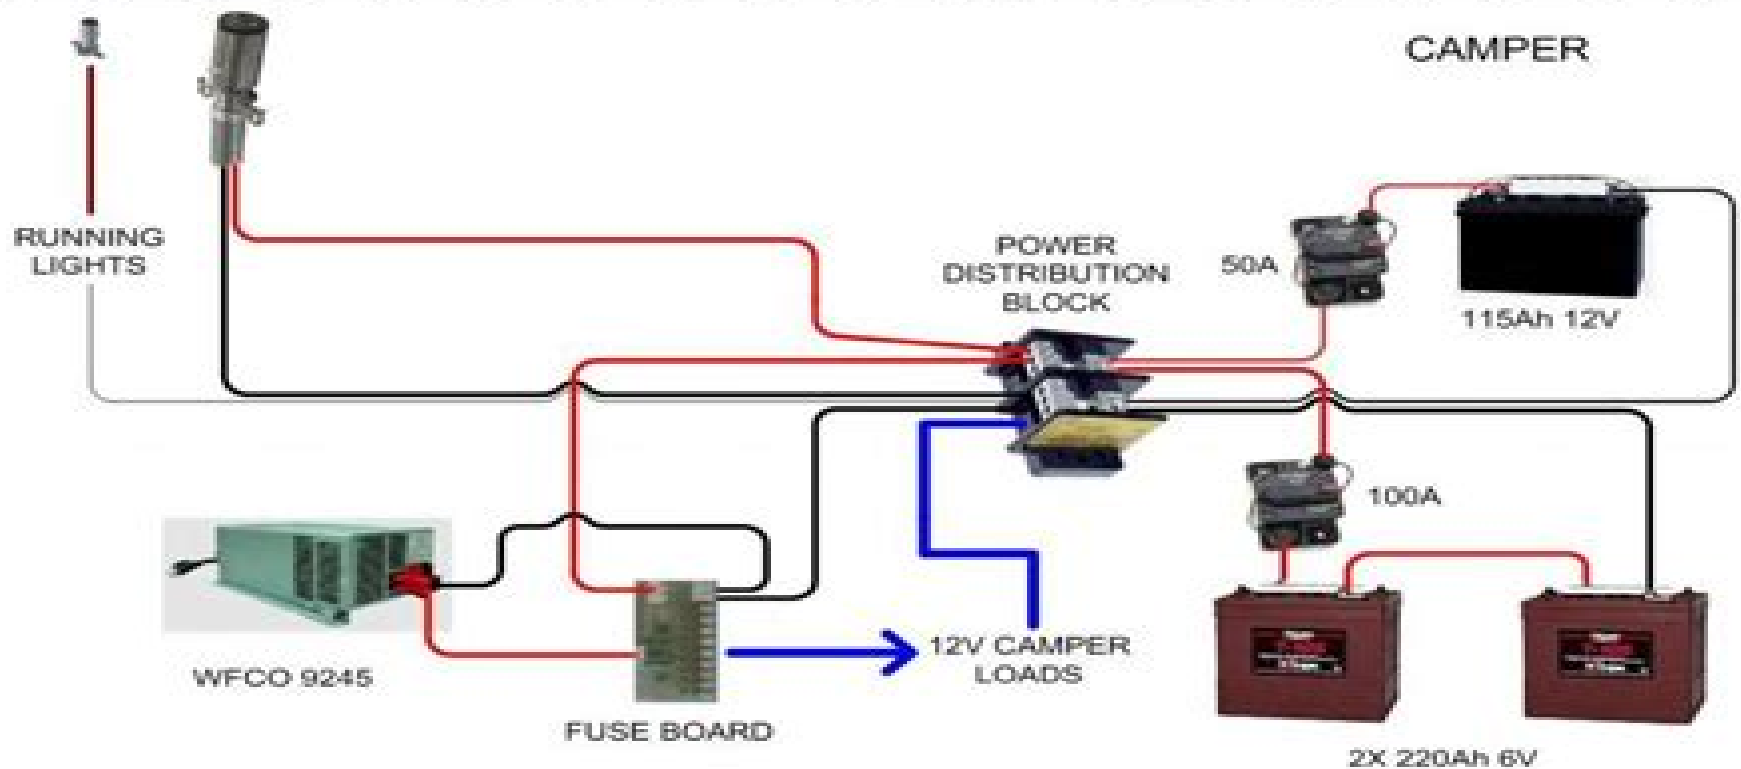 CAMPER
RUNNING
LIGHTS
POWER
DISTRIBUTION
BLOCK
50A
115Ah 12V
100A
WFCO 9245
12V CAMPER
LOADS
FUSE BOARD
2X 220Ah 6V